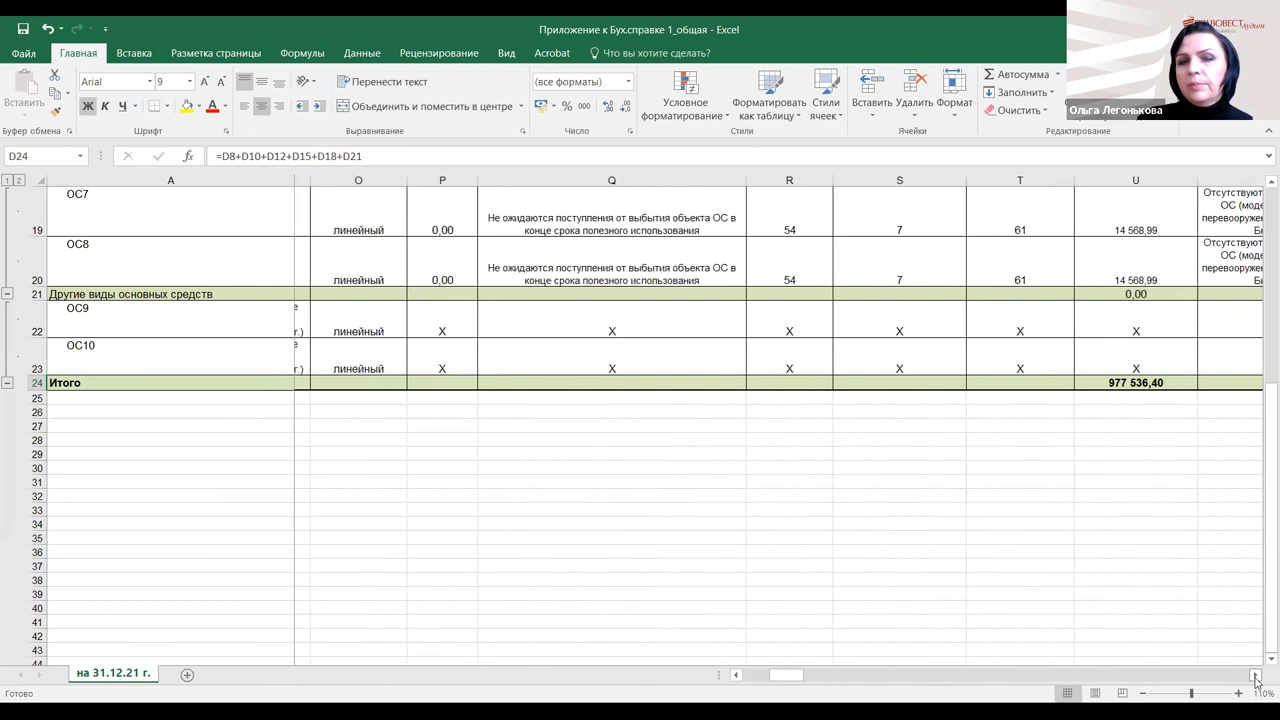 Приложение к Бух.справке 1_общая - Excel
Файл Главная Вставка Разметка страницы Формулы Данные Рецензирование Вид Acrobat Что вы хотите сделать?
Вставить
Буфер обмена
Arial 9
Ж К Ч
Шрифт
Перенести текст
Объединить и поместить в центре
Выравнивание
(все форматы)
% 000
Число
Условное форматирование
Форматировать как таблицу
Стили ячеек
Стили
Вставить Удалить Формат
Ячейки
Автосумма
Заполнить
Очистить
Редактирование
Ольга Легонькова
D24 =D8+D10+D12+D15+D18+D21
1 2 A O P Q R S T U
ОС7
19 линейный 0,00 Не ожидаются поступления от выбытия объекта ОС в конце срока полезного использования 54 7 61 14 568,99
Отсутствуют
ОС (моде
перевооружен
ОС8
20 линейный 0,00 Не ожидаются поступления от выбытия объекта ОС в конце срока полезного использования 54 7 61 14 568,99
Отсутствуют
ОС (моде
перевооружен
21 Другие виды основных средств 0,00
ОС9
22 г.) линейный Х Х Х Х Х Х
ОС10
23 г.) линейный Х Х Х Х Х Х
24 Итого 977 536,40
25
26
27
28
29
30
31
32
33
34
35
36
37
38
39
40
41
42
43
44
на 31.12.21 г.
Готово
110%